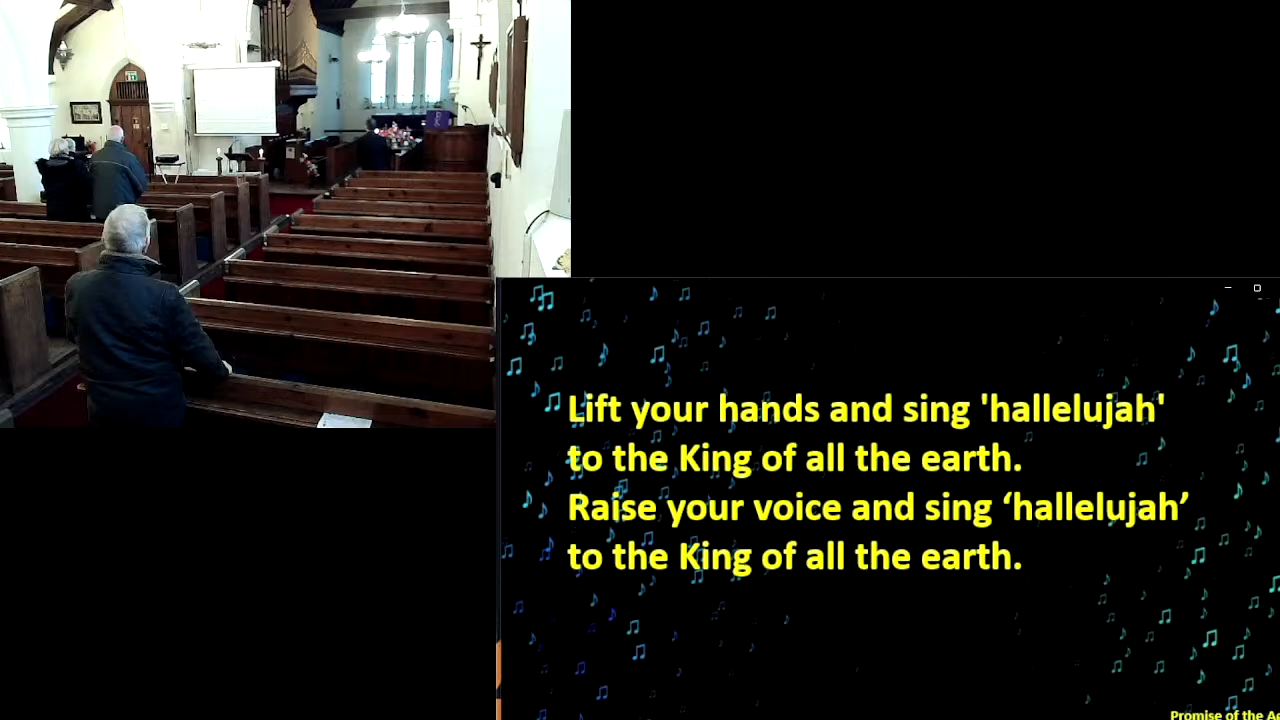 Lift your hands and sing 'hallelujah'
to the King of all the earth.
Raise your voice and sing ‘hallelujah’
to the King of all the earth.
Promise of the